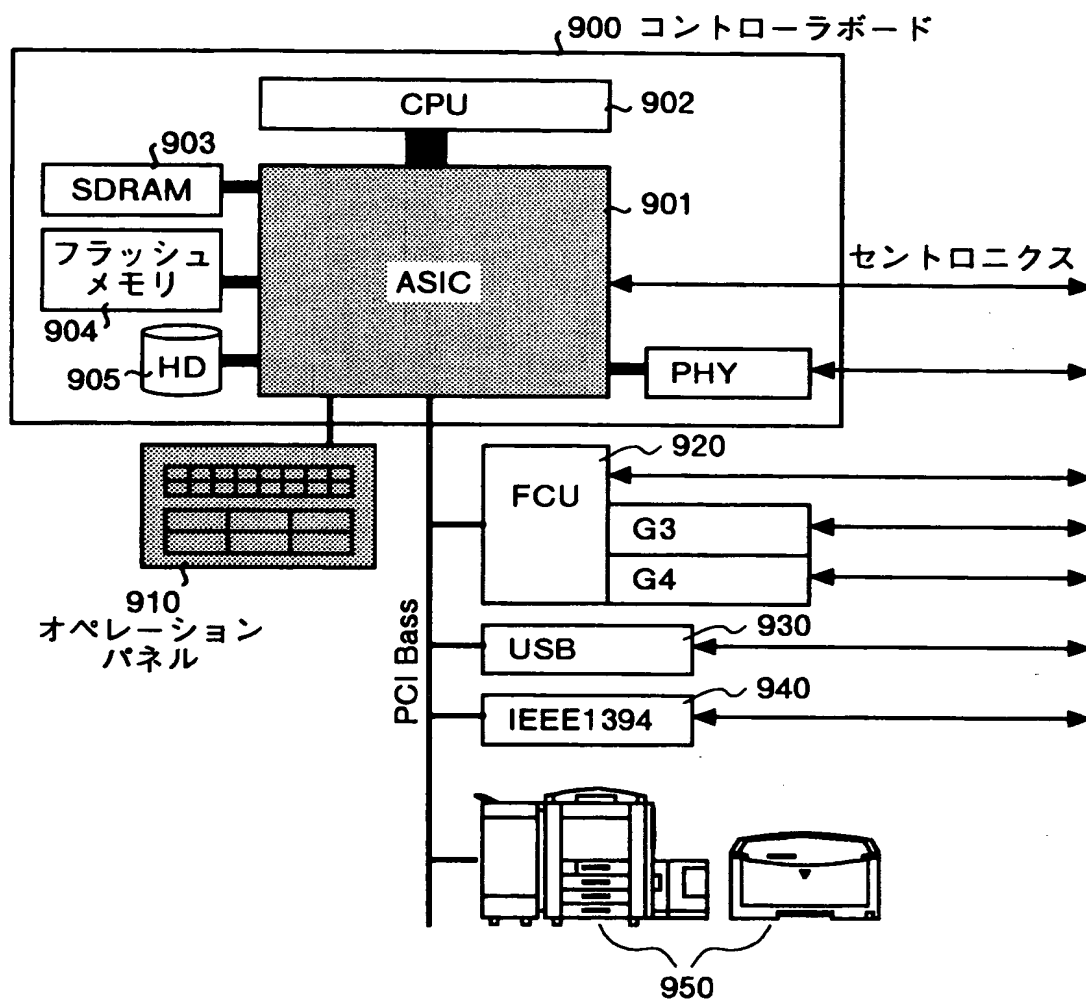 900 コントローラボード
CPU
902
903
SDRAM
901
フラッシュ
メモリ
904
ASIC
セントロニクス
905
HD
PHY
920
FCU
G3
G4
910
オペレーション
パネル
PCI Bass
USB
930
IEEE1394
940
950